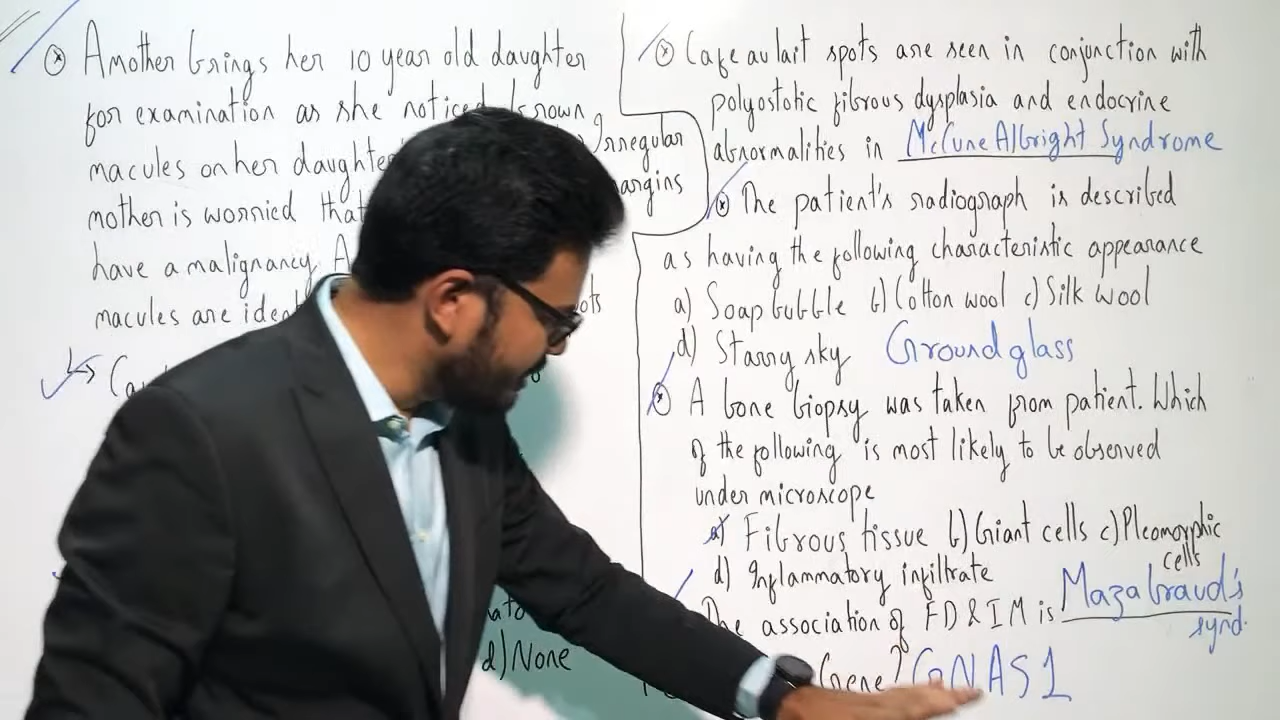 A mother brings her 10 year old daughter
for examination as she noticed brown
macules on her daughter
Irregular
margins
mother is worried that
have a malignancy
macules are
ots
d) None
Cafe au lait spots are seen in conjunction with
polyostotic fibrous dysplasia and endocrine
abnormalities in McCune Albright Syndrome
The patient's radiograph is described
as having the following characteristic appearance
a) Soap bubble b) Cotton wool c) Silk wool
d) Starry sky Ground glass
A bone biopsy was taken from patient. Which
of the following is most likely to be observed
under microscope
a) Fibrous tissue b) Giant cells c) Pleomorphic
cells
d) Inflammatory infiltrate
The association of FD & IM is Mazabraud's
synd.
Gene? GNAS1